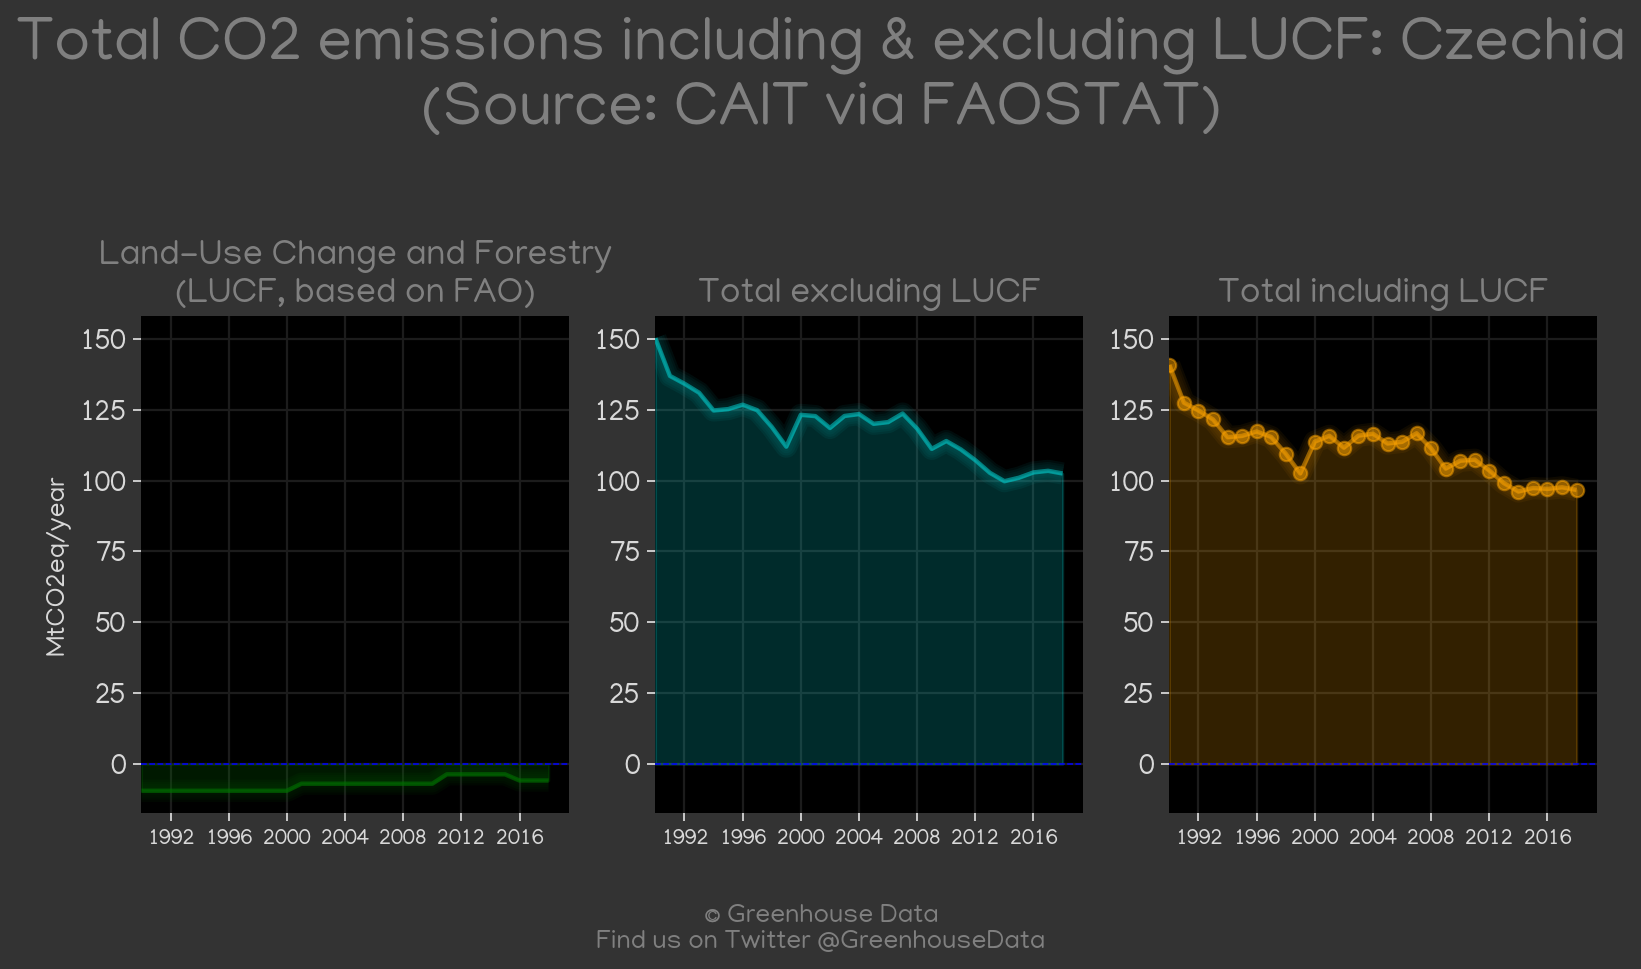 Total CO2 emissions including & excluding LUCF: Czechia
(Source: CAIT via FAOSTAT)
Land-Use Change and Forestry
(LUCF, based on FAO)
MtCO2eq/year
150
125
100
75
50
25
0
1992 1996 2000 2004 2008 2012 2016
Total excluding LUCF
150
125
100
75
50
25
0
1992 1996 2000 2004 2008 2012 2016
Total including LUCF
150
125
100
75
50
25
0
1992 1996 2000 2004 2008 2012 2016
© Greenhouse Data
Find us on Twitter @GreenhouseData